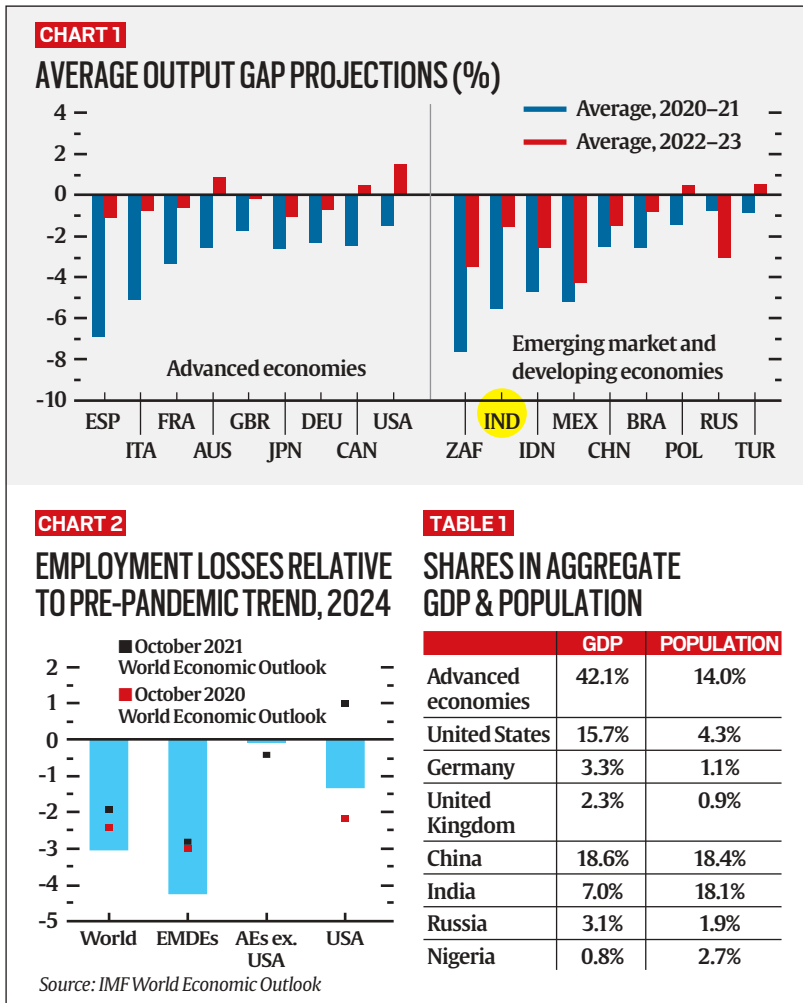 CHART 1
AVERAGE OUTPUT GAP PROJECTIONS (%)
Average, 2020–21
Average, 2022–23
4
2
0
-2
-4
-6
-8
-10
Advanced economies
Emerging market and
developing economies
ESP FRA GBR DEU USA IND MEX BRA RUS
ITA AUS JPN CAN ZAF IDN CHN POL TUR
CHART 2
EMPLOYMENT LOSSES RELATIVE
TO PRE-PANDEMIC TREND, 2024
October 2021
World Economic Outlook
October 2020
World Economic Outlook
2
1
0
-1
-2
-3
-4
-5
World EMDEs AEs ex. USA
USA
Source: IMF World Economic Outlook
TABLE 1
SHARES IN AGGREGATE
GDP & POPULATION
GDP POPULATION
Advanced 42.1% 14.0%
economies
United States 15.7% 4.3%
Germany 3.3% 1.1%
United 2.3% 0.9%
Kingdom
China 18.6% 18.4%
India 7.0% 18.1%
Russia 3.1% 1.9%
Nigeria 0.8% 2.7%